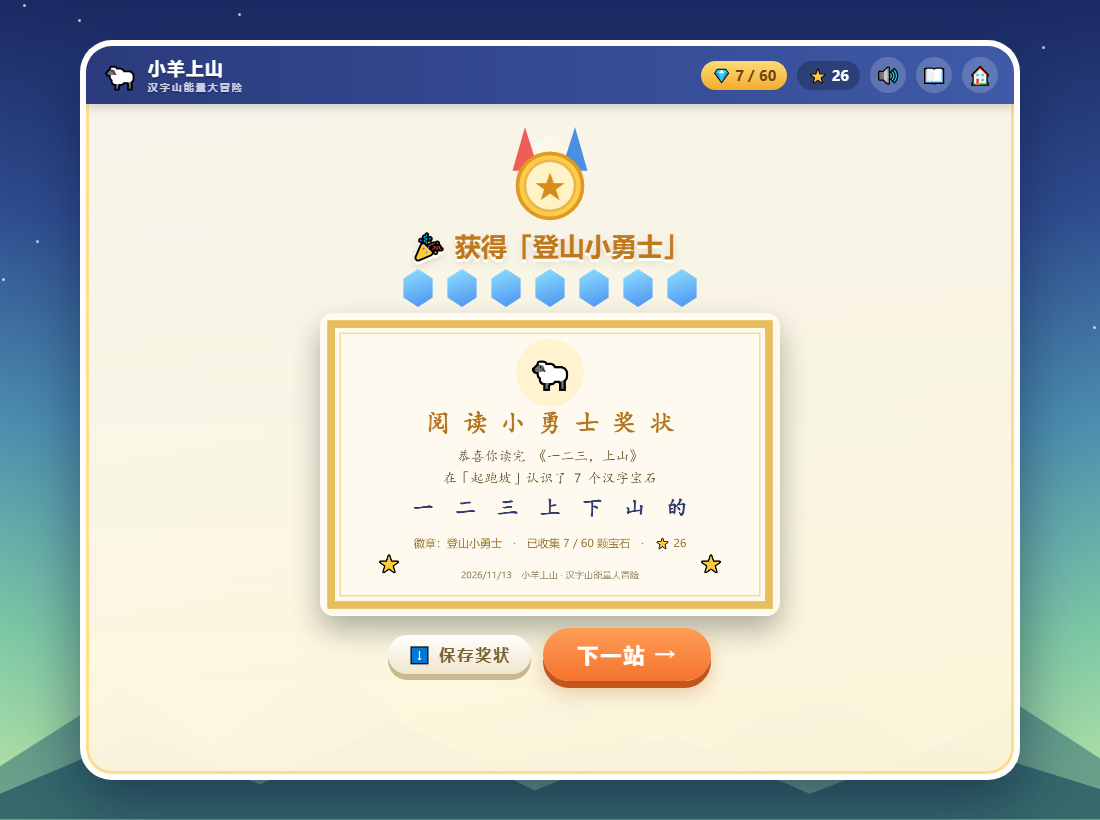 小羊上山
汉字山能量大冒险
7 / 60
26
获得「登山小勇士」
阅读小勇士奖状
恭喜你读完 《一二三，上山》
在「起跑坡」认识了 7 个汉字宝石
一 二 三 上 下 山 的
徽章：登山小勇士 · 已收集 7 / 60 颗宝石 · ⭐ 26
2026/11/13 小羊上山 · 汉字山能量大冒险
保存奖状
下一站 →